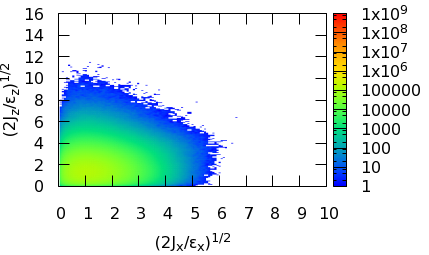 16
14
12
10
8
6
4
2
0
(2J_z/ε_z)^1/2
0 1 2 3 4 5 6 7 8 9 10
(2J_x/ε_x)^1/2
1x10^9
1x10^8
1x10^7
1x10^6
100000
10000
1000
100
10
1